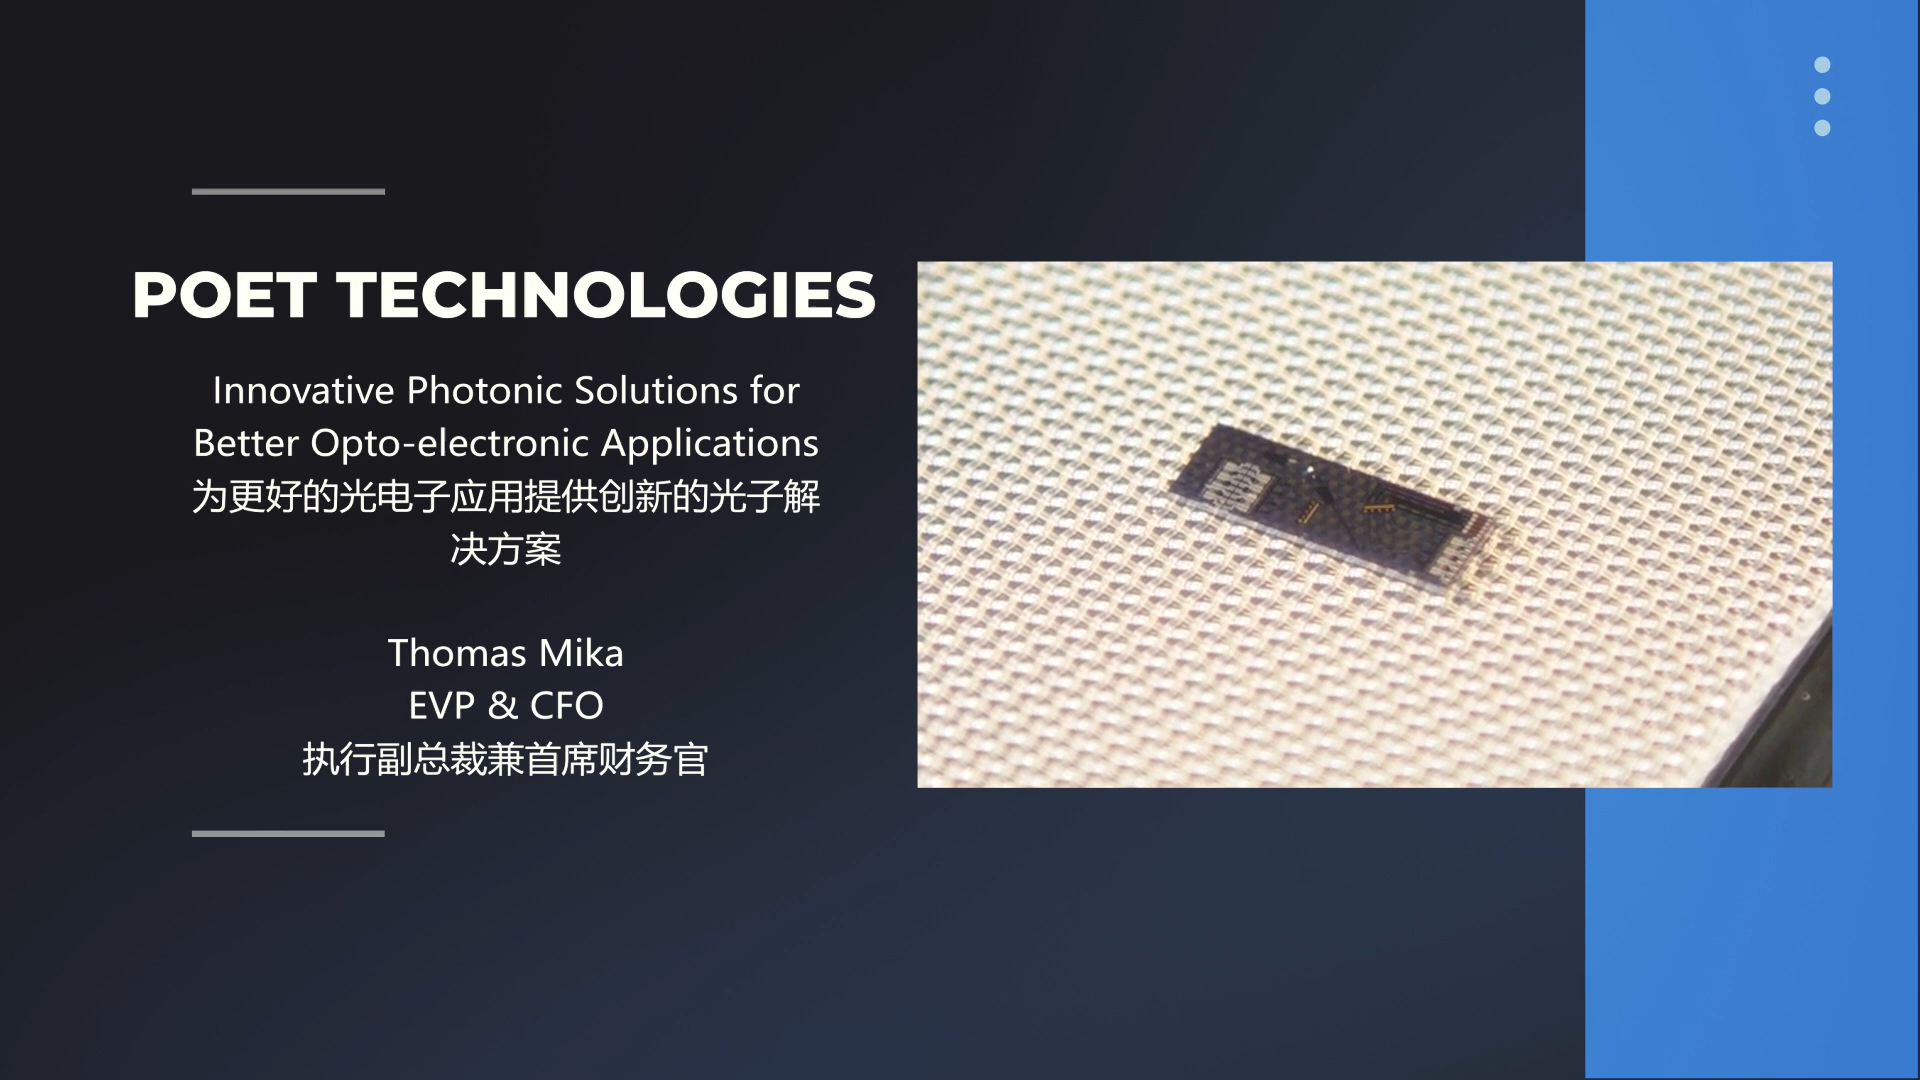 POET TECHNOLOGIES
Innovative Photonic Solutions for
Better Opto-electronic Applications
为更好的光电子应用提供创新的光子解
决方案
Thomas Mika
EVP & CFO
执行副总裁兼首席财务官